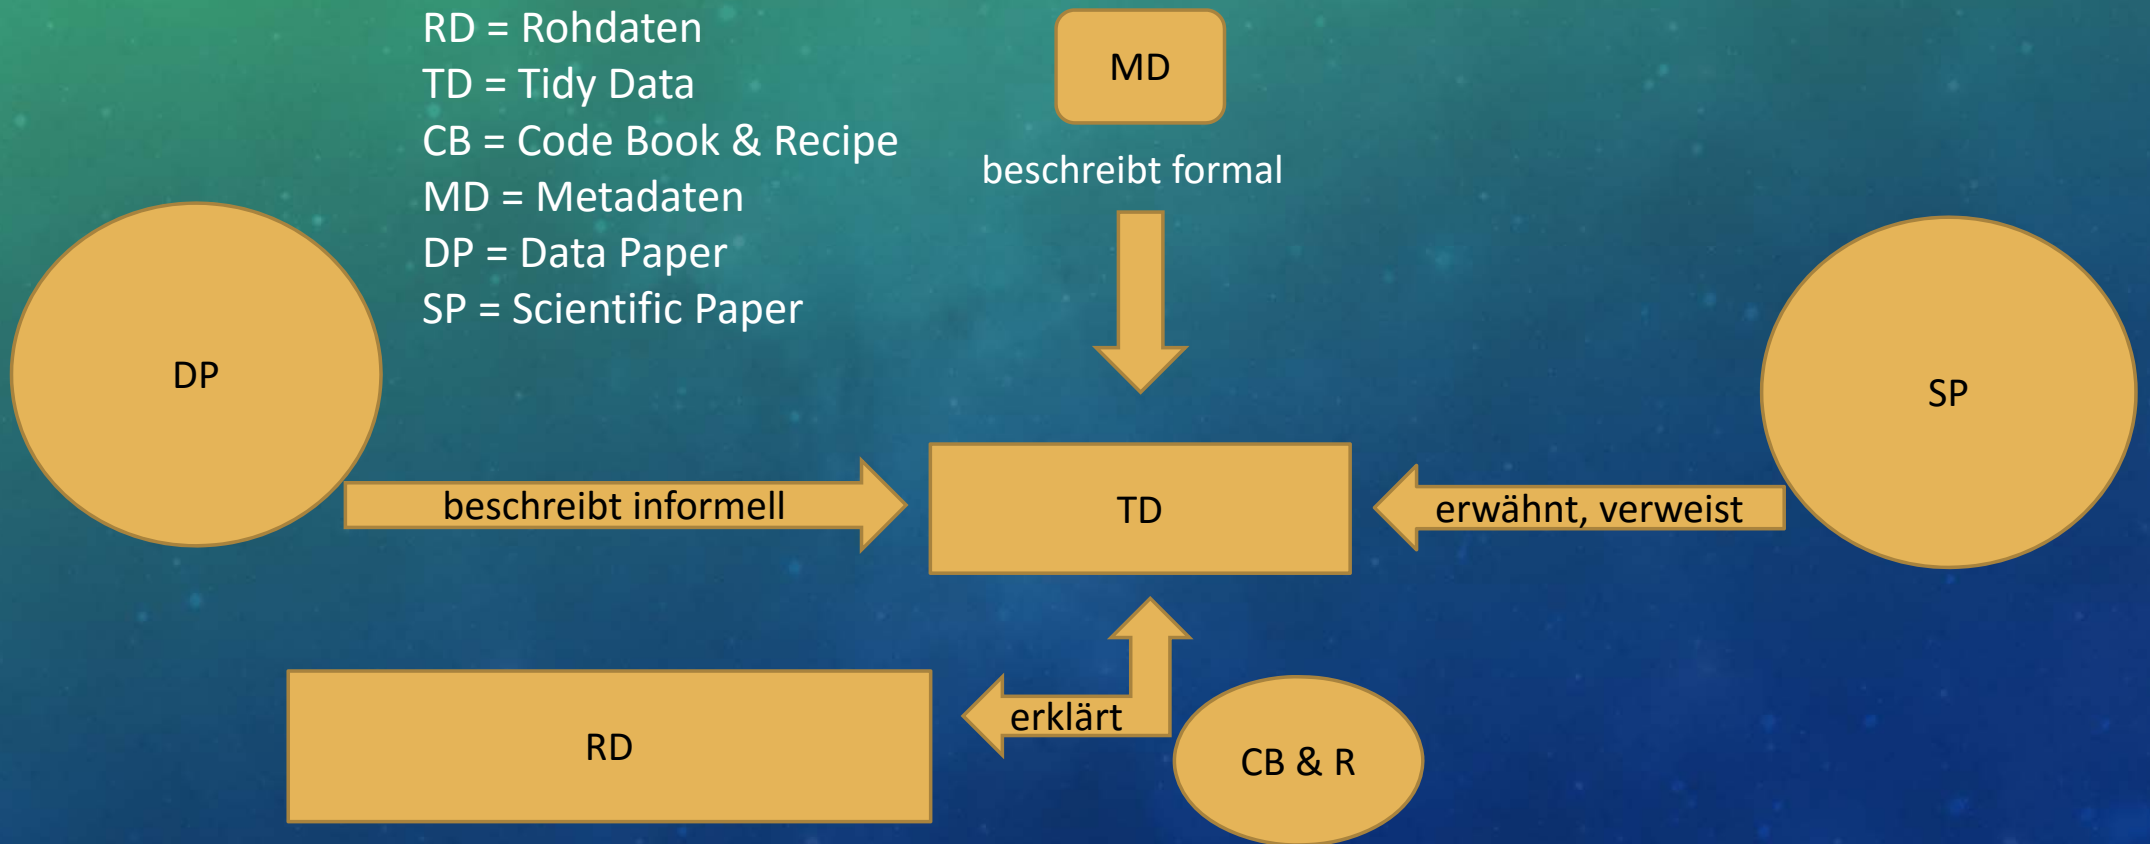 RD = Rohdaten
TD = Tidy Data
CB = Code Book & Recipe
MD = Metadaten
DP = Data Paper
SP = Scientific Paper
MD
beschreibt formal
DP
SP
beschreibt informell
TD
erwähnt, verweist
erklärt
RD
CB & R